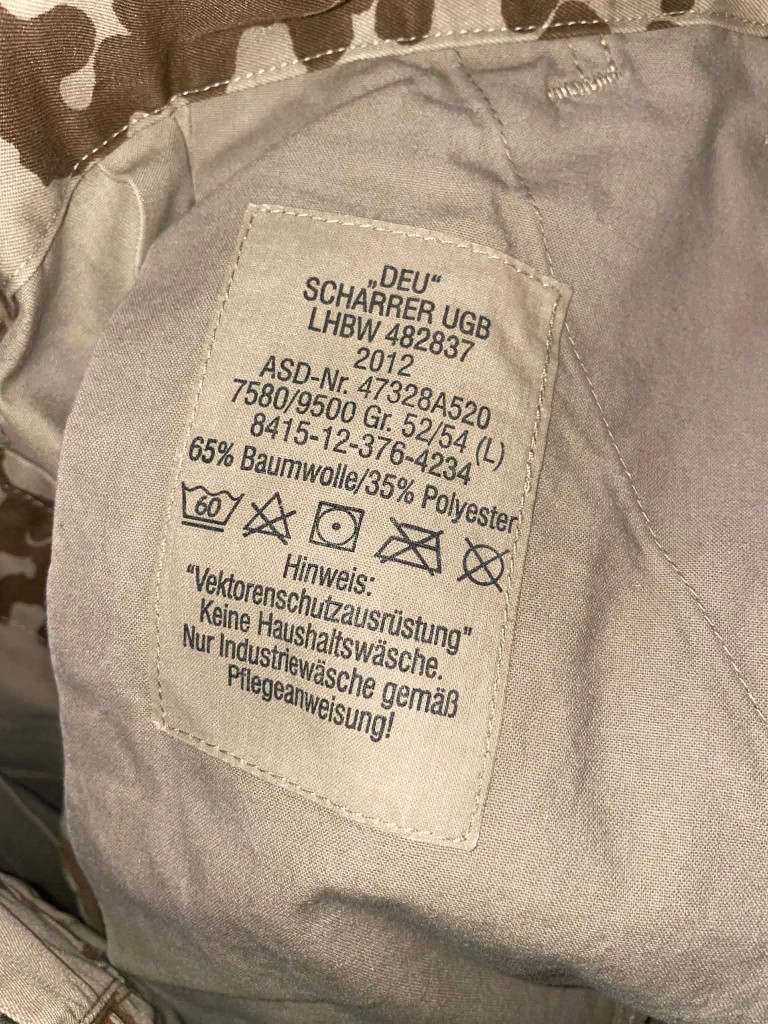 „DEU“
SCHARRER UGB
LHBW 482837
2012
ASD-Nr. 47328A520
7580/9500 Gr. 52/54 (L)
8415-12-376-4234
65% Baumwolle/35% Polyester
60
Hinweis:
"Vektorenschutzausrüstung"
Keine Haushaltswäsche.
Nur Industriewäsche gemäß
Pflegeanweisung!